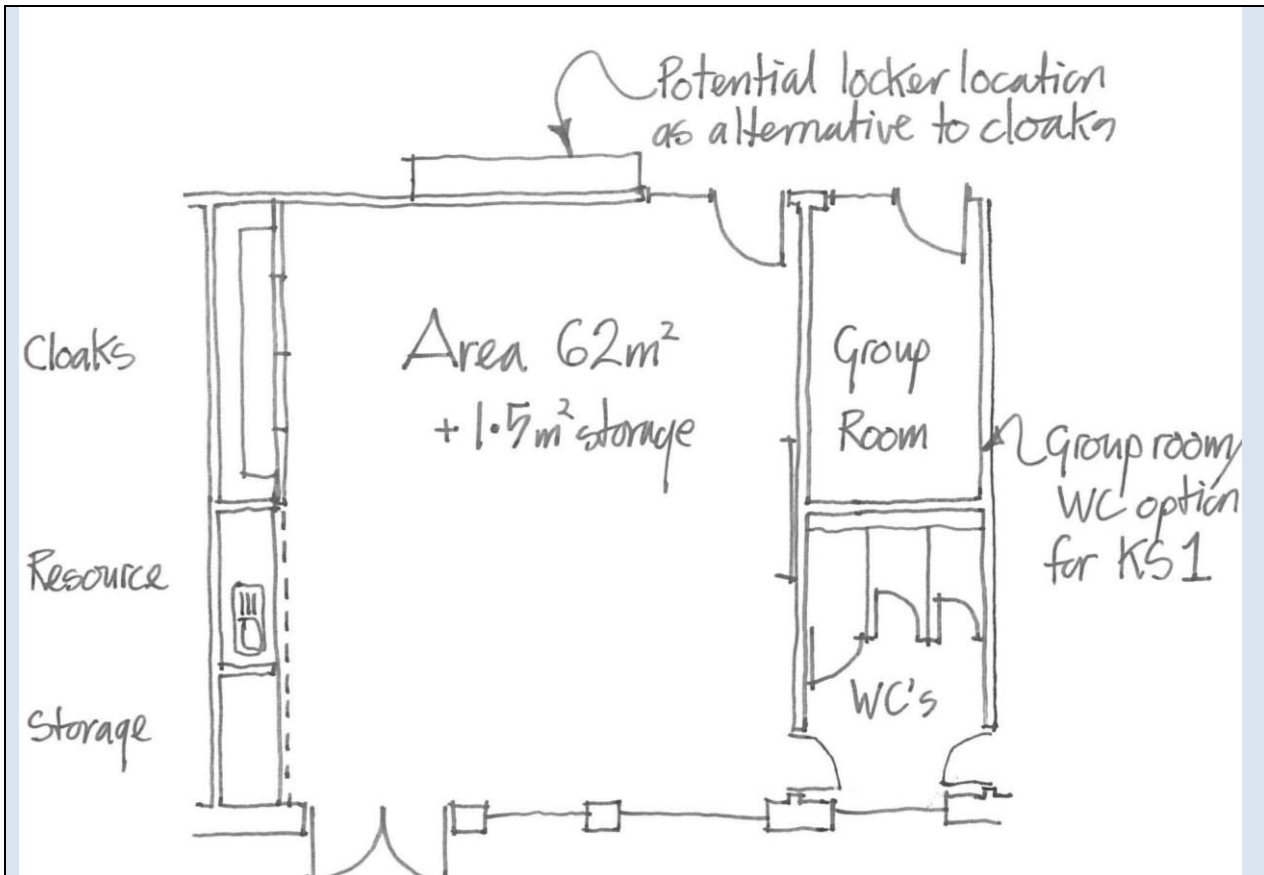 Potential locker location
as alternative to cloaks
Cloaks
Area 62m²
+ 1.5m² storage
Group
Room
Group room/
WC option
for KS1
Resource
Storage
WC's